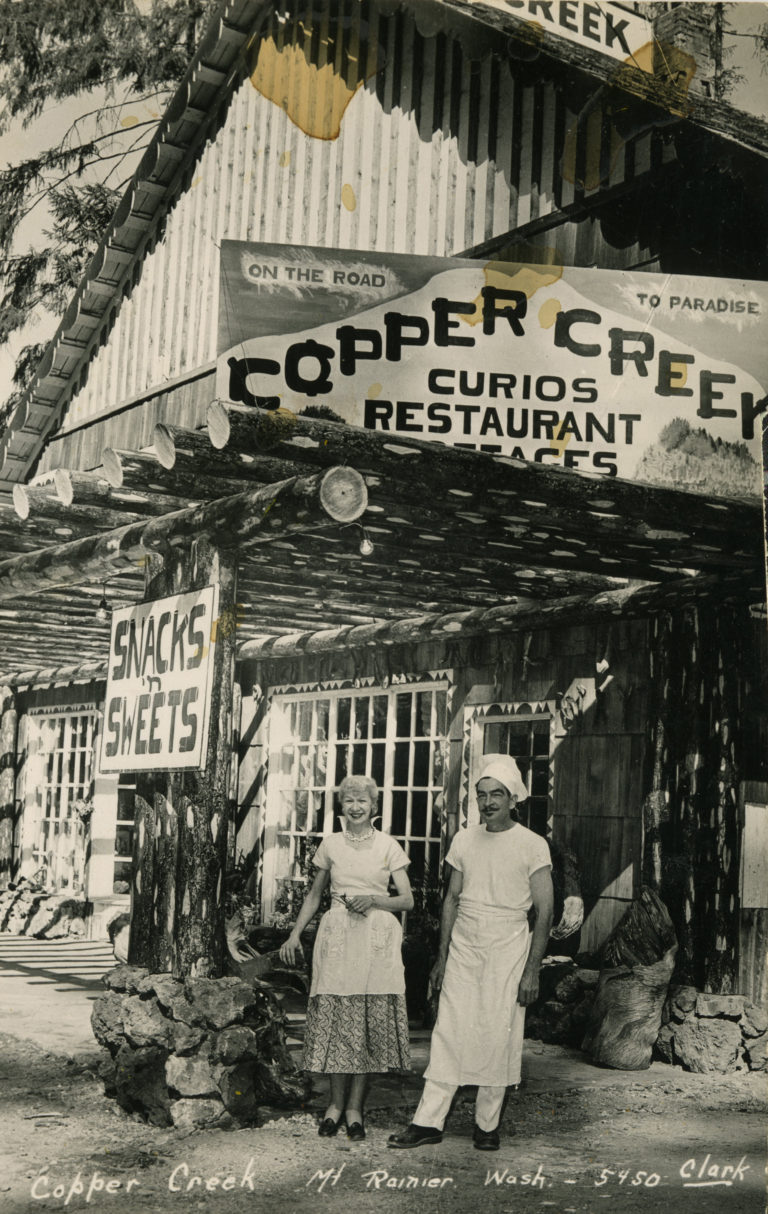 CREEK
ON THE ROAD
TO PARADISE
COPPER CREEK
CURIOS
RESTAURANT
COTTAGES
SNACKS
'n
SWEETS
Copper Creek Mt Rainier. Wash. - 5450 Clark